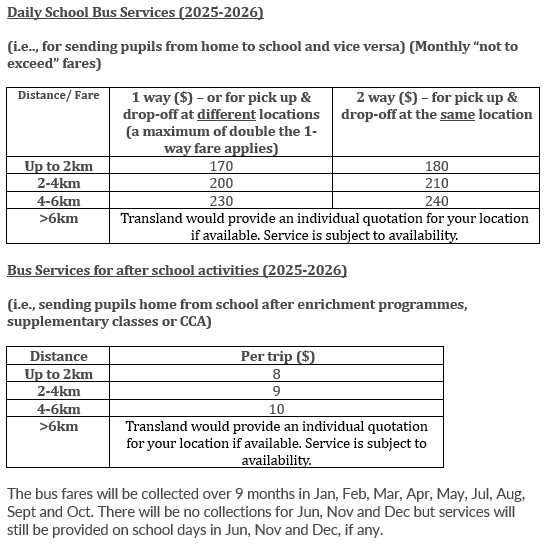 Daily School Bus Services (2025-2026)
(i.e.., for sending pupils from home to school and vice versa) (Monthly “not to
exceed” fares)
Distance/ Fare
1 way ($) – or for pick up &
drop-off at different locations
(a maximum of double the 1-
way fare applies)
2 way ($) – for pick up &
drop-off at the same location
Up to 2km 170 180
2-4km 200 210
4-6km 230 240
>6km Transland would provide an individual quotation for your location
if available. Service is subject to availability.
Bus Services for after school activities (2025-2026)
(i.e., sending pupils home from school after enrichment programmes,
supplementary classes or CCA)
Distance Per trip ($)
Up to 2km 8
2-4km 9
4-6km 10
>6km Transland would provide an individual quotation
for your location if available. Service is subject to
availability.
The bus fares will be collected over 9 months in Jan, Feb, Mar, Apr, May, Jul, Aug,
Sept and Oct. There will be no collections for Jun, Nov and Dec but services will
still be provided on school days in Jun, Nov and Dec, if any.